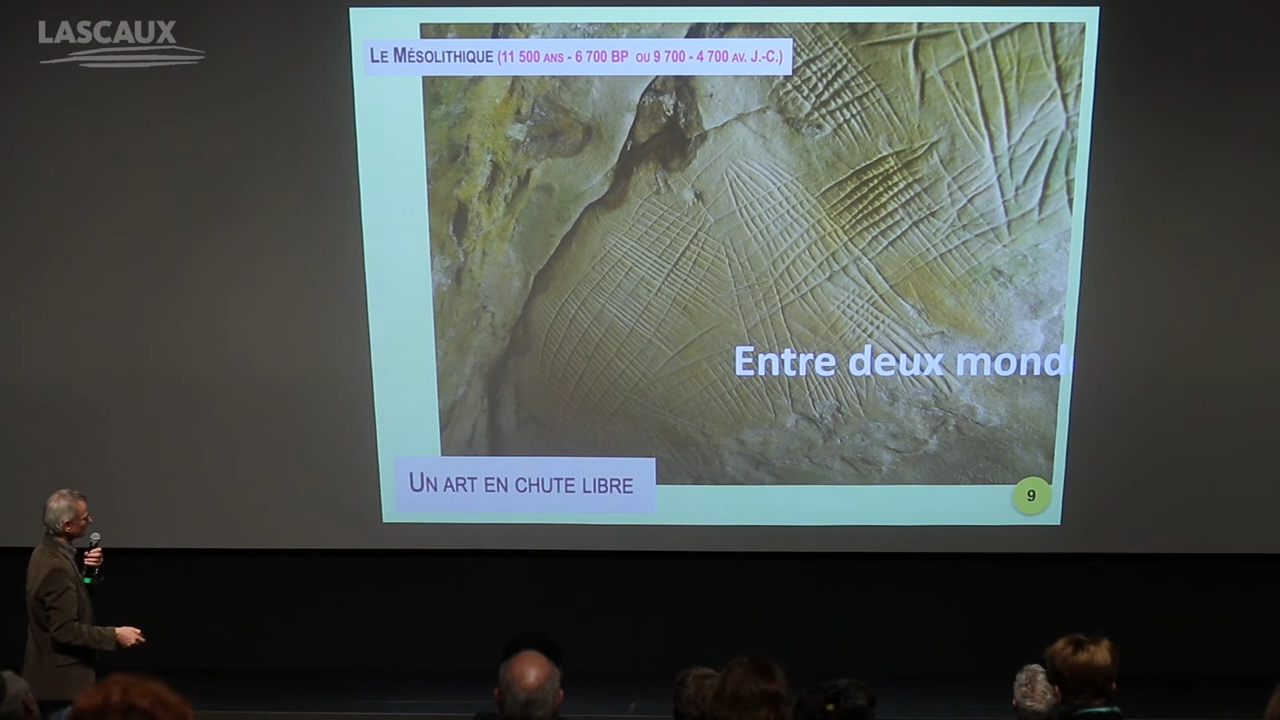 LASCAUX
LE MÉSOLITHIQUE (11 500 ANS - 6 700 BP OU 9 700 - 4 700 AV. J.-C.)
Entre deux mond
UN ART EN CHUTE LIBRE
9